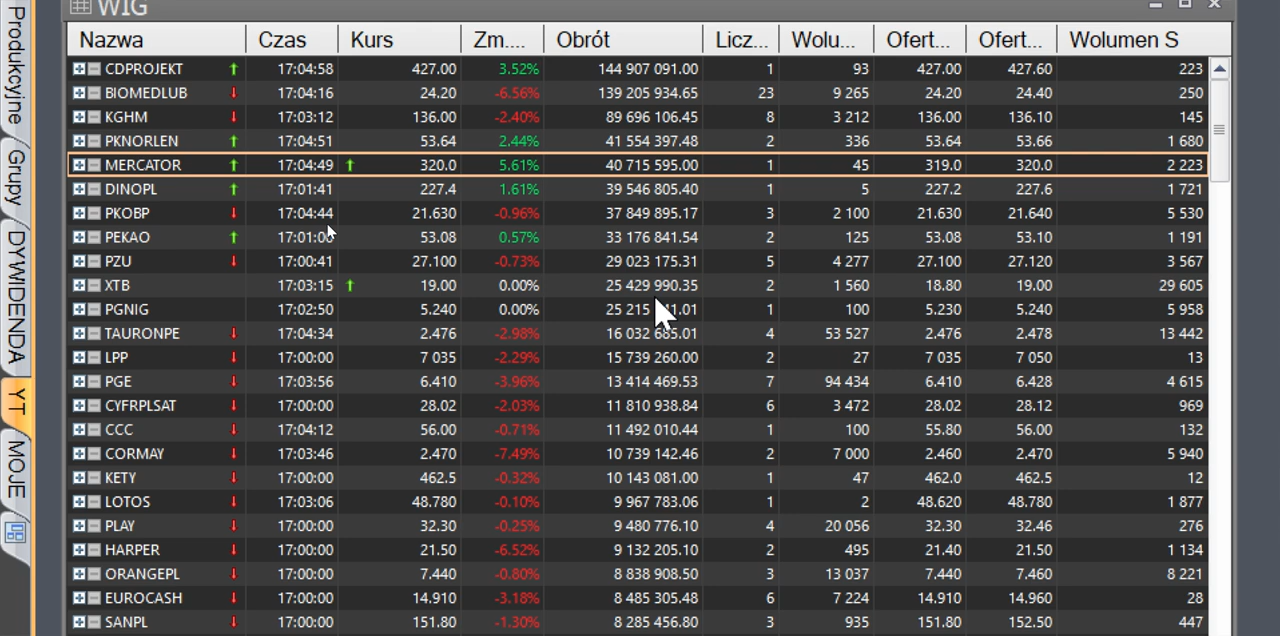 WIG
Nazwa Czas Kurs Zm.... Obrót Licz... Wolu... Ofert... Ofert... Wolumen S
CDPROJEKT 17:04:58 427.00 3.52% 144 907 091.00 1 93 427.00 427.60 223
BIOMEDLUB 17:04:16 24.20 -6.56% 139 205 934.65 23 9 265 24.20 24.40 250
KGHM 17:03:12 136.00 -2.40% 89 696 106.45 8 3 212 136.00 136.10 145
PKNORLEN 17:04:51 53.64 2.44% 41 554 397.48 2 336 53.64 53.66 1 680
MERCATOR 17:04:49 320.0 5.61% 40 715 595.00 1 45 319.0 320.0 2 223
DINOPL 17:01:41 227.4 1.61% 39 546 805.40 1 5 227.2 227.6 1 721
PKOBP 17:04:44 21.630 -0.96% 37 849 895.17 3 2 100 21.630 21.640 5 530
PEKAO 17:01:00 53.08 0.57% 33 176 841.54 2 125 53.08 53.10 1 191
PZU 17:00:41 27.100 -0.73% 29 023 175.31 5 4 277 27.100 27.120 3 567
XTB 17:03:15 19.00 0.00% 25 429 990.35 2 1 560 18.80 19.00 29 605
PGNIG 17:02:50 5.240 0.00% 25 215 1 100 5.230 5.240 5 958
TAURONPE 17:04:34 2.476 -2.98% 16 032 685.01 4 53 527 2.476 2.478 13 442
LPP 17:00:00 7 035 -2.29% 15 739 260.00 2 27 7 035 7 050 13
PGE 17:03:56 6.410 -3.96% 13 414 469.53 7 94 434 6.410 6.428 4 615
CYFRPLSAT 17:00:00 28.02 -2.03% 11 810 938.84 6 3 472 28.02 28.12 969
CCC 17:04:12 56.00 -0.71% 11 492 010.44 2 100 55.80 56.00 132
CORMAY 17:03:46 2.470 -7.49% 10 739 142.46 2 7 000 2.460 2.470 5 940
KETY 17:00:00 462.5 -0.32% 10 143 081.00 1 47 462.0 462.5 12
LOTOS 17:03:06 48.780 -0.10% 9 967 783.06 1 2 48.620 48.780 1 877
PLAY 17:00:00 32.30 -0.25% 9 480 776.10 4 20 056 32.30 32.46 276
HARPER 17:00:00 21.50 -6.52% 9 132 205.10 2 495 21.40 21.50 1 134
ORANGEPL 17:00:00 7.440 -0.80% 8 838 908.50 3 13 037 7.440 7.460 8 221
EUROCASH 17:00:00 14.910 -3.18% 8 485 305.48 6 7 224 14.910 14.960 28
SANPL 17:00:00 151.80 -1.30% 8 285 456.80 3 935 151.80 152.50 447
Produkcyjne
Grupy
DYWIDENDA
YT
MOJE